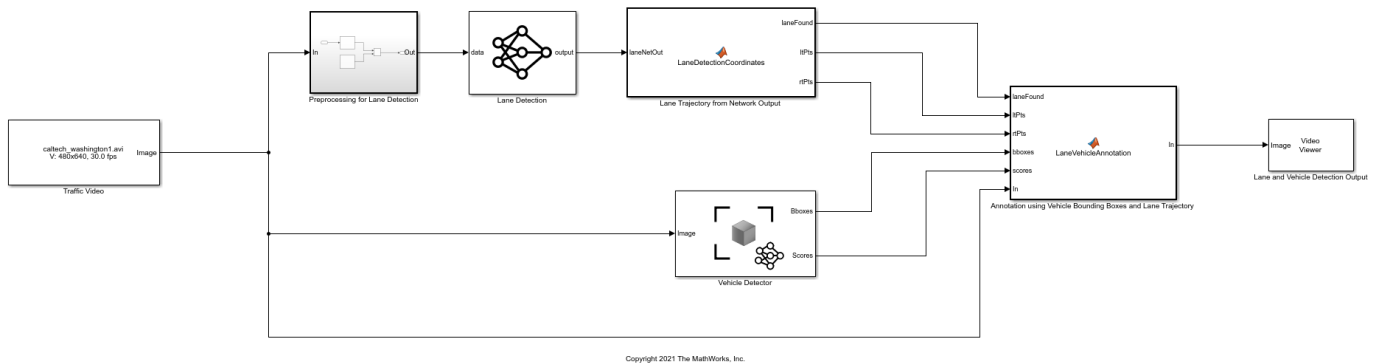 caltech_washington1.avi
V: 480x640, 30.0 fps
Image
Traffic Video
In
Out
Preprocessing for Lane Detection
data
output
Lane Detection
laneNetOut
LaneDetectionCoordinates
laneFound
ltPts
rtPts
Lane Trajectory from Network Output
Image
Bboxes
Scores
Vehicle Detector
laneFound
ltPts
rtPts
bboxes
scores
In
LaneVehicleAnnotation
In
Annotation using Vehicle Bounding Boxes and Lane Trajectory
Image
Video
Viewer
Lane and Vehicle Detection Output
Copyright 2021 The MathWorks, Inc.